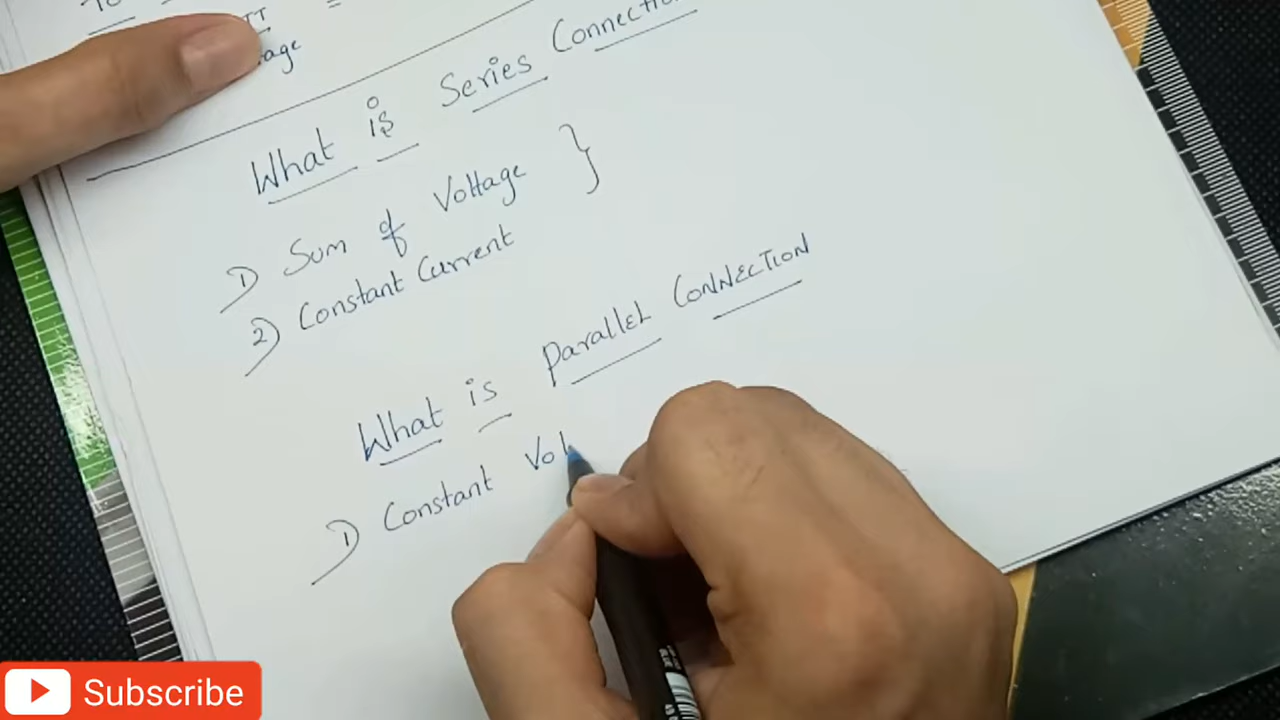 What is Series Connection
1) Sum of Voltage }
2) Constant Current
What is Parallel CONNECTION
1) Constant Vol
Subscribe